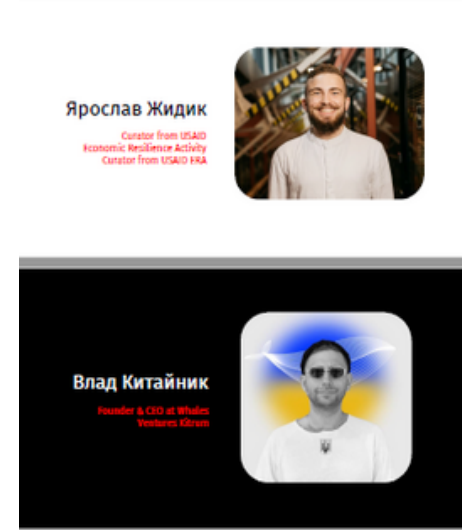 Ярослав Жидик
Curator from USAID
Economic Resilience Activity
Curator from USAID ERA
Влад Китайник
Founder & CEO at Whales
Ventures Kitrum